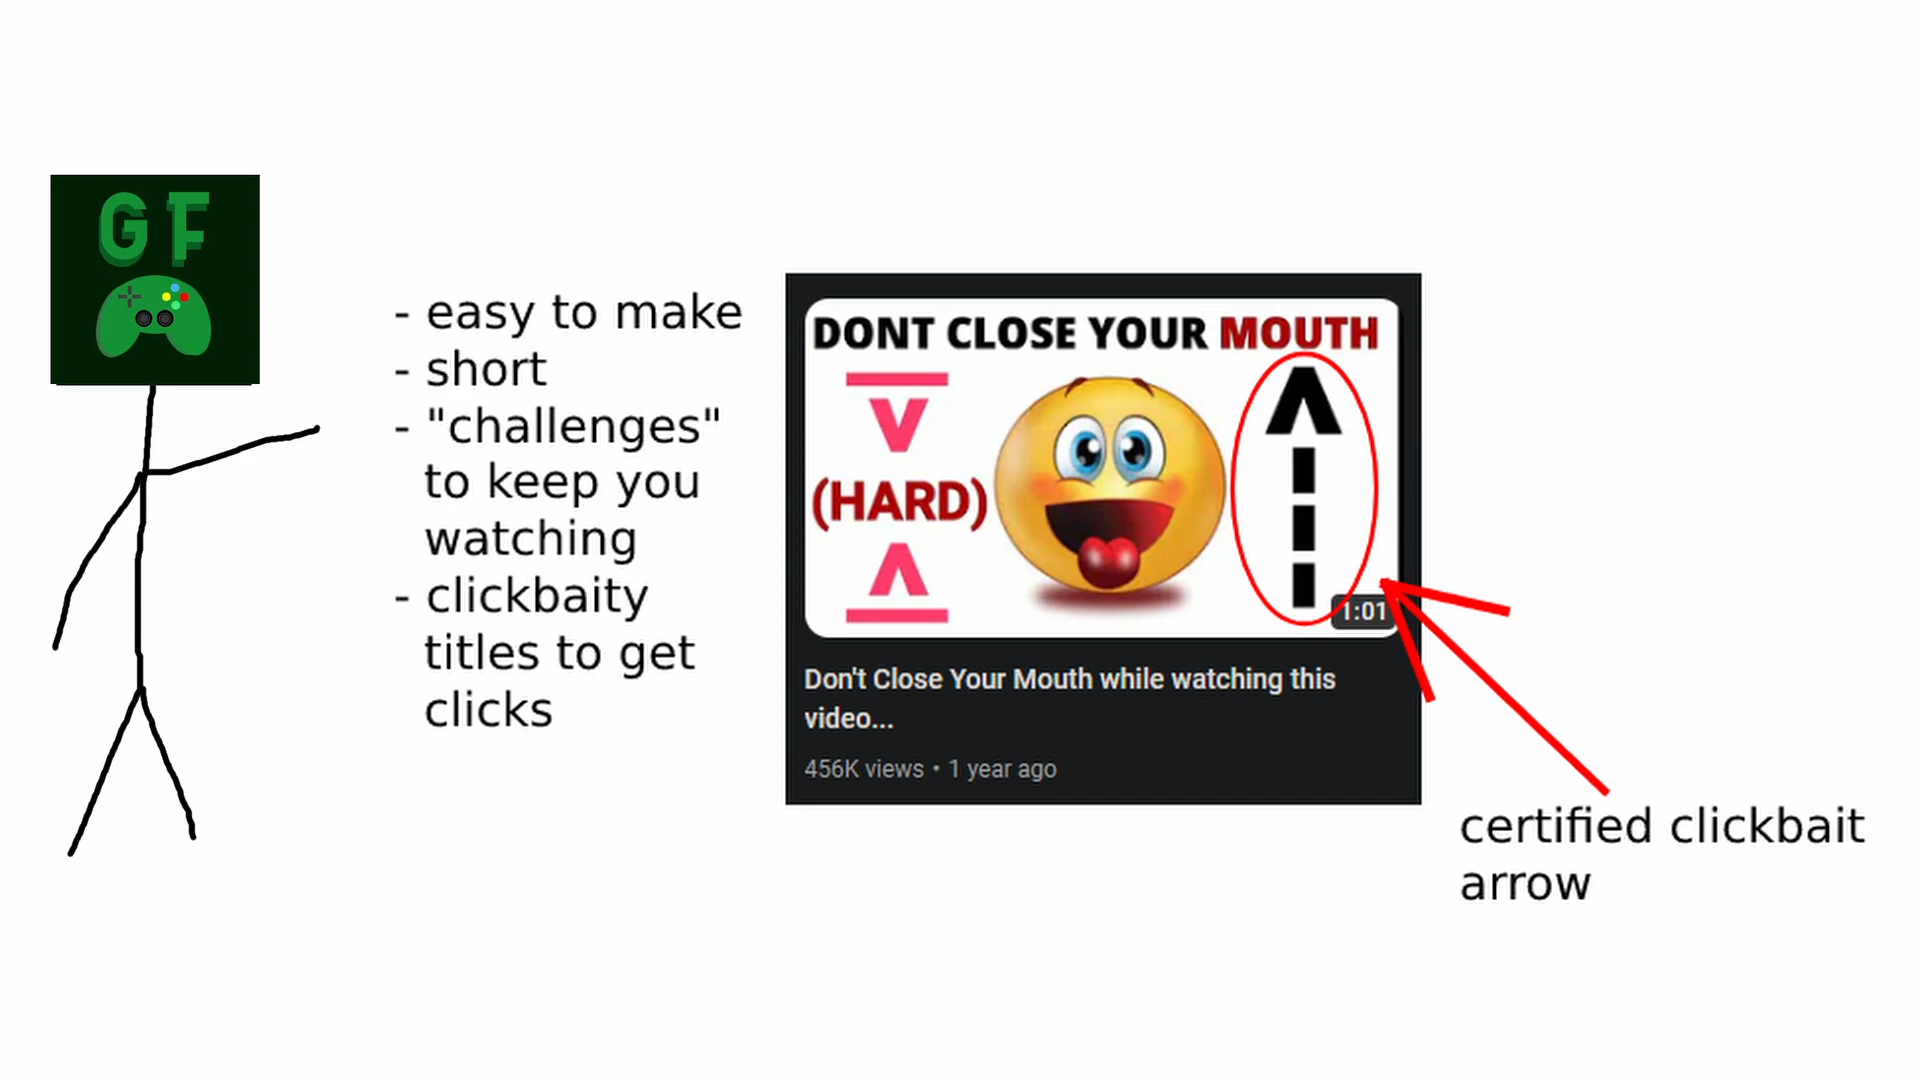 GF
- easy to make
- short
- "challenges"
to keep you
watching
- clickbaity
titles to get
clicks
DONT CLOSE YOUR MOUTH
(HARD)
1:01
Don't Close Your Mouth while watching this
video...
456K views • 1 year ago
certified clickbait
arrow